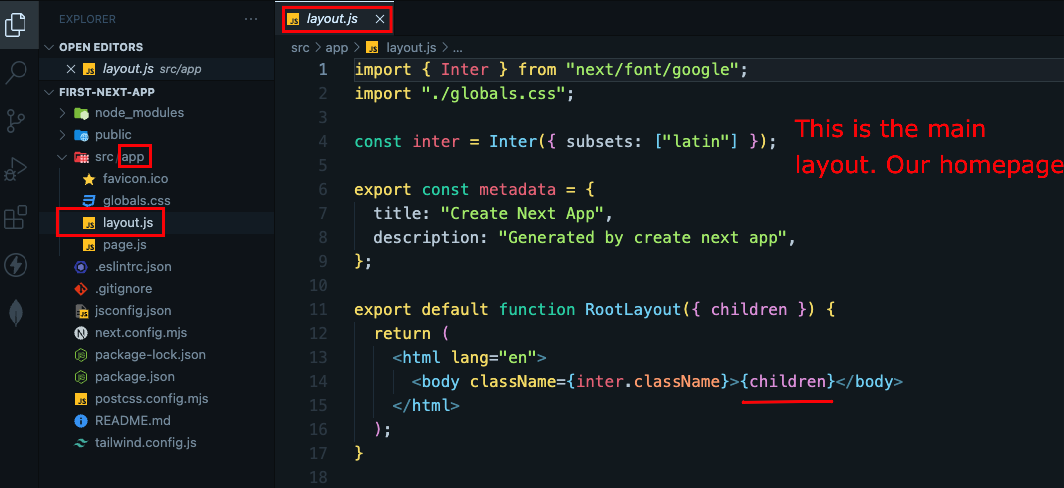 EXPLORER
OPEN EDITORS
layout.js src/app
FIRST-NEXT-APP
node_modules
public
src/app
favicon.ico
globals.css
layout.js
page.js
.eslintrc.json
.gitignore
jsconfig.json
next.config.mjs
package-lock.json
package.json
postcss.config.mjs
README.md
tailwind.config.js
layout.js
src > app > layout.js > ...
1 import { Inter } from "next/font/google";
2 import "./globals.css";
3
4 const inter = Inter({ subsets: ["latin"] });
5
6 export const metadata = {
7 title: "Create Next App",
8 description: "Generated by create next app",
9 };
10
11 export default function RootLayout({ children }) {
12 return (
13 <html lang="en">
14 <body className={inter.className}>{children}</body>
15 </html>
16 );
17 }
18
This is the main
layout. Our homepage